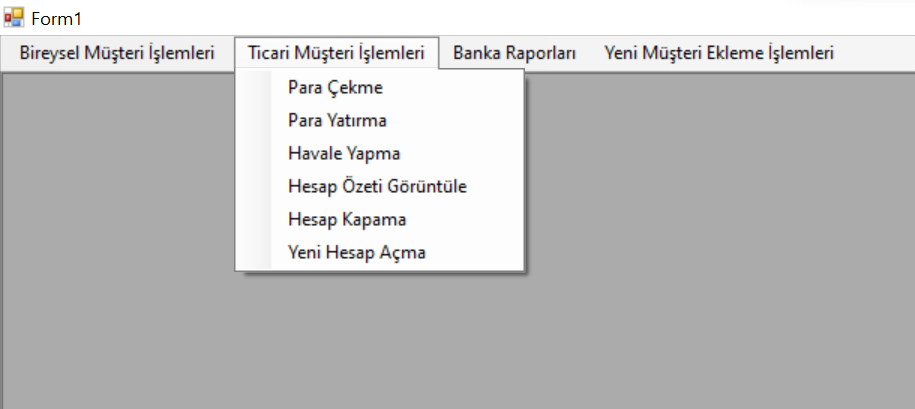 Form1
Bireysel Müşteri İşlemleri Ticari Müşteri İşlemleri Banka Raporları Yeni Müşteri Ekleme İşlemleri
Para Çekme
Para Yatırma
Havale Yapma
Hesap Özeti Görüntüle
Hesap Kapama
Yeni Hesap Açma